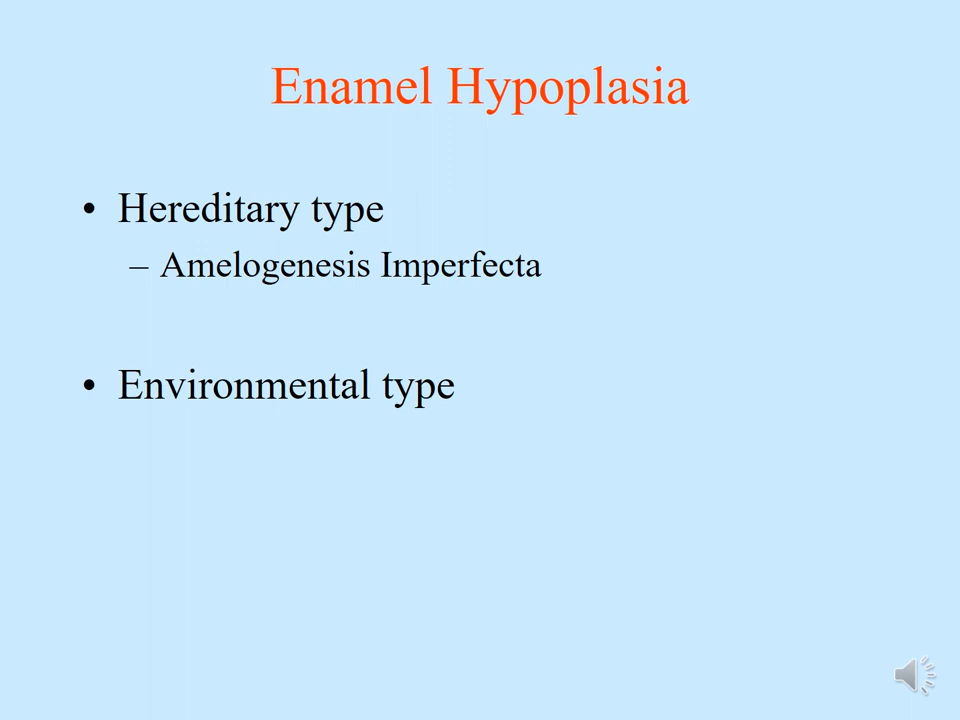 Enamel Hypoplasia
• Hereditary type
– Amelogenesis Imperfecta
• Environmental type